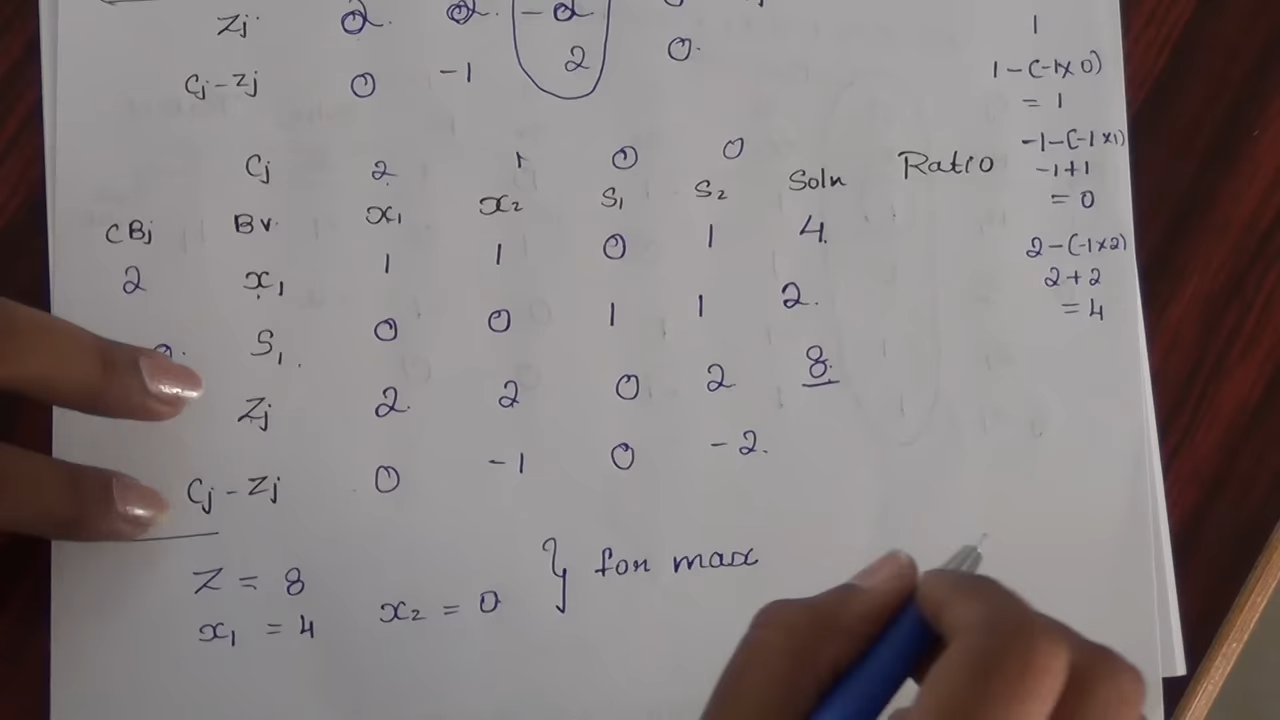 Zj 2. 2. -2
Cj-Zj 0 -1 2 0.
1
1-(-1×0)
= 1
-1-(-1×1)
-1+1
= 0
2-(-1×2)
2+2
= 4
Cj 2 1 0 0
CBj BV. x1 x2 S1 S2 Soln Ratio
2 x1 1 1 0 1 4.
0. S1. 0 0 1 1 2.
Zj 2 2 0 2 8.
Cj-Zj 0 -1 0 -2.
Z = 8
x1 = 4 x2 = 0 } for max